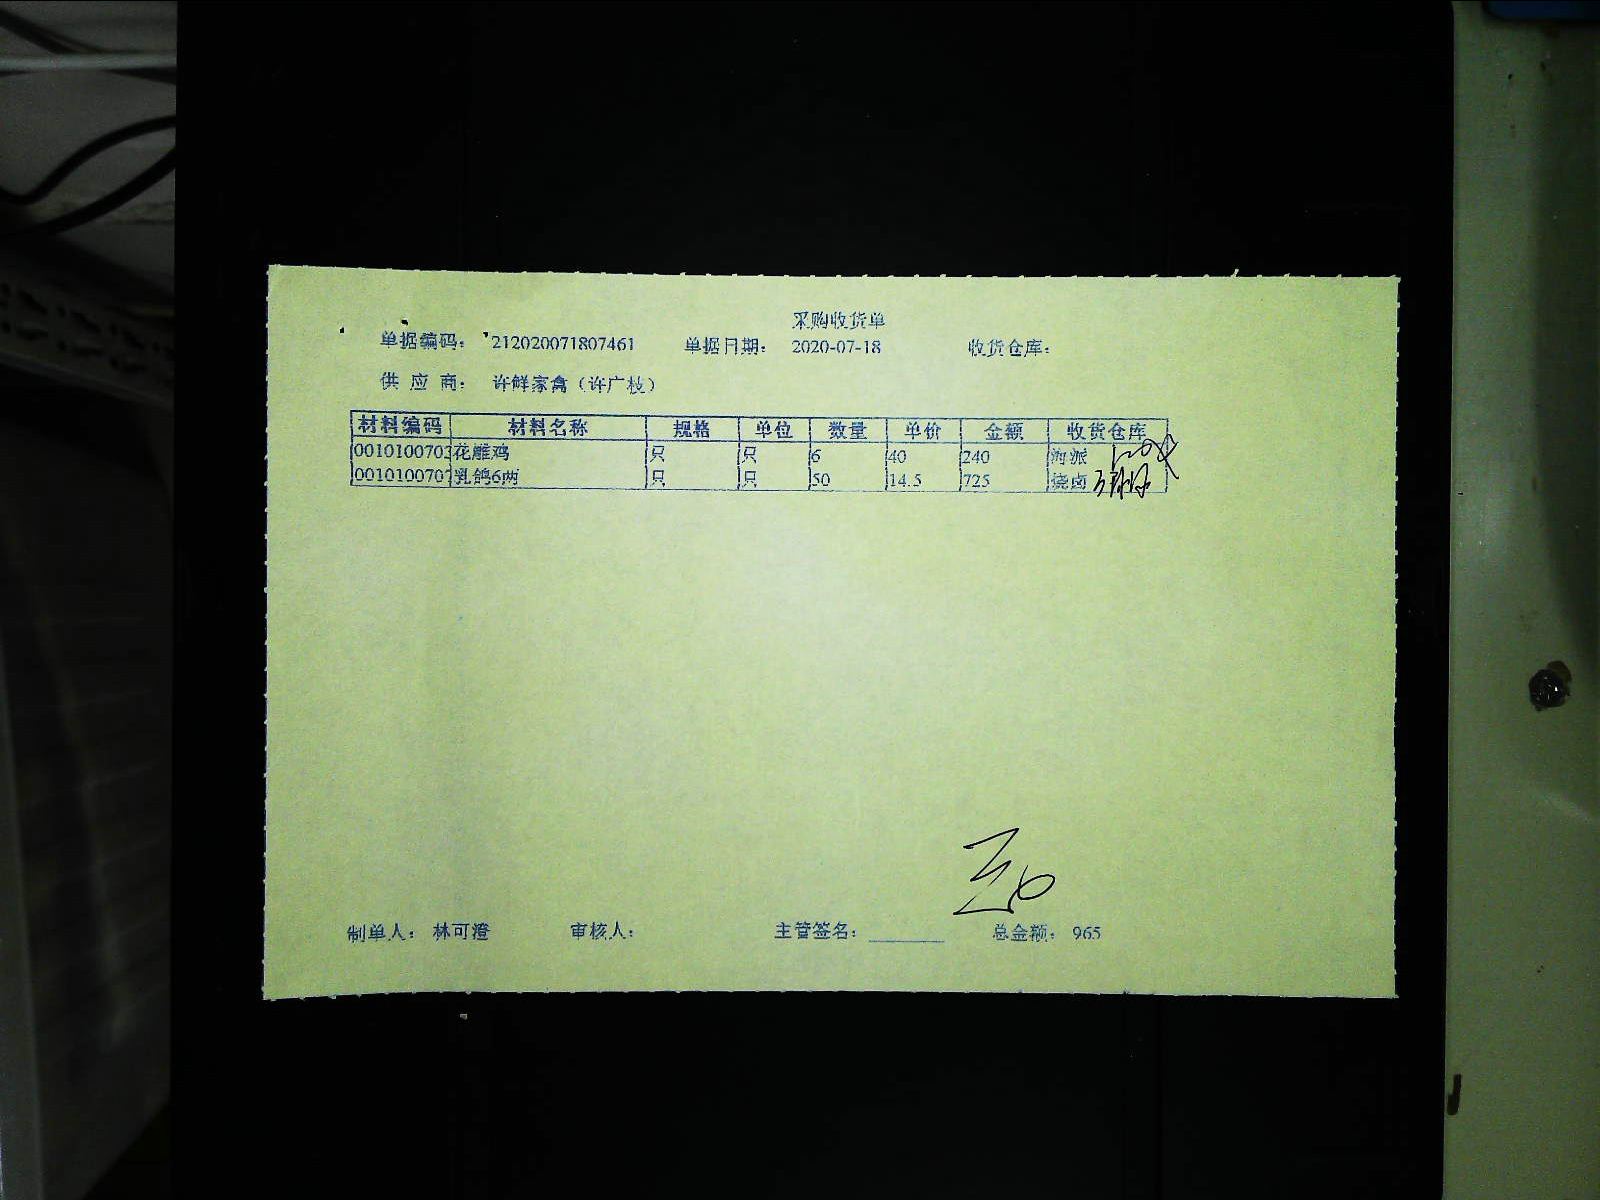 采购收货单
单据编码： 212020071807461 单据日期： 2020-07-18 收货仓库：
供 应 商： 许鲜家禽（许广枝）
材料编码 材料名称 规格 单位 数量 单价 金额 收货仓库
0010100703 花雕鸡 只 只 6 40 240 海派
0010100707 乳鸽6两 只 只 50 14.5 725 烧卤
制单人： 林可澄 审核人： 主管签名： 总金额： 965